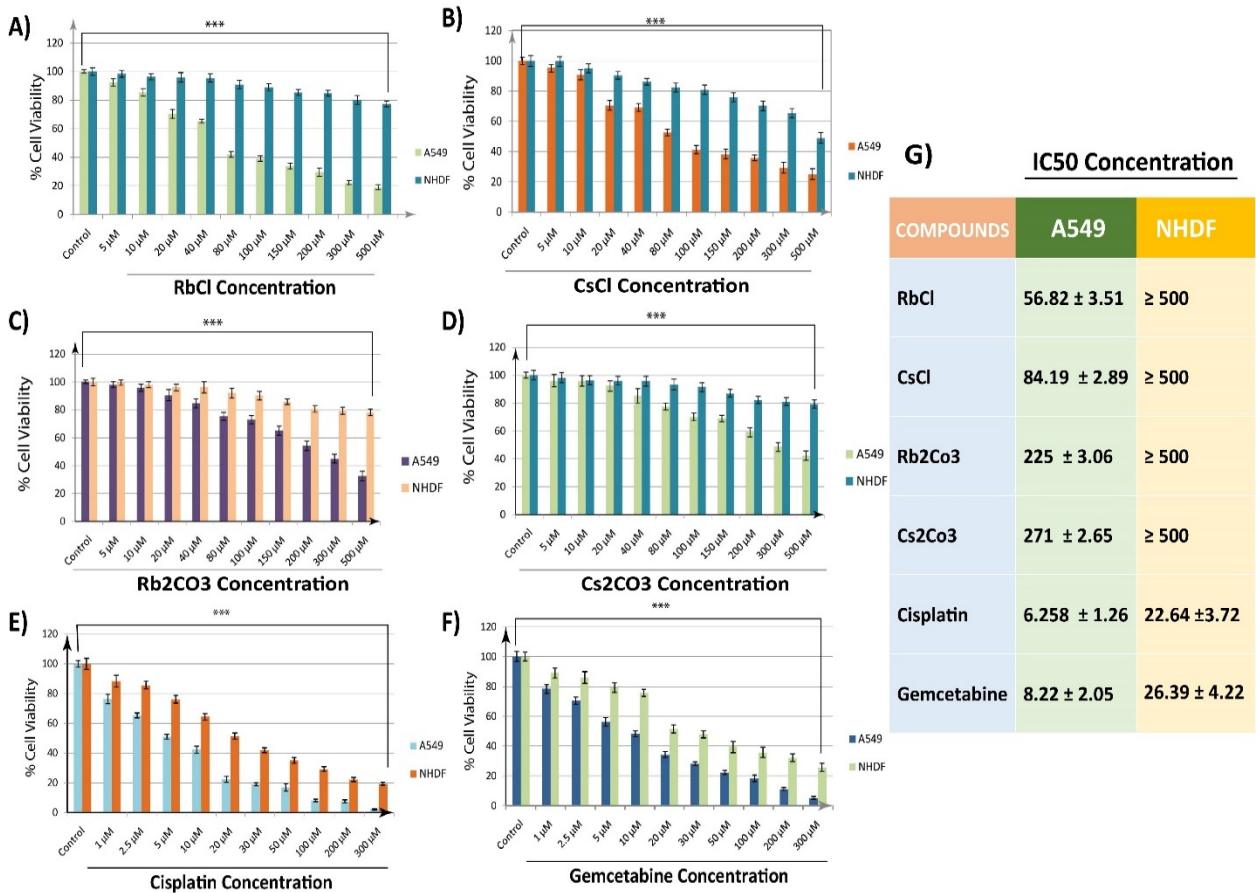 A)
***
% Cell Viability
120
100
80
60
40
20
0
Control
5 µM
10 µM
20 µM
40 µM
80 µM
100 µM
150 µM
200 µM
300 µM
500 µM
RbCl Concentration
A549
NHDF
B)
***
% Cell Viability
120
100
80
60
40
20
0
Control
5 µM
10 µM
20 µM
40 µM
80 µM
100 µM
150 µM
200 µM
300 µM
500 µM
CsCl Concentration
A549
NHDF
C)
***
% Cell Viability
120
100
80
60
40
20
0
Control
5 µM
10 µM
20 µM
40 µM
80 µM
100 µM
150 µM
200 µM
300 µM
500 µM
Rb2CO3 Concentration
A549
NHDF
D)
***
% Cell Viability
120
100
80
60
40
20
0
Control
5 µM
10 µM
20 µM
40 µM
80 µM
100 µM
150 µM
200 µM
300 µM
500 µM
Cs2CO3 Concentration
A549
NHDF
E)
***
% Cell Viability
120
100
80
60
40
20
0
Control
1 µM
2.5 µM
5 µM
10 µM
20 µM
30 µM
50 µM
100 µM
200 µM
300 µM
Cisplatin Concentration
A549
NHDF
F)
***
% Cell Viability
120
100
80
60
40
20
0
Control
1 µM
2.5 µM
5 µM
10 µM
20 µM
30 µM
50 µM
100 µM
200 µM
300 µM
Gemcetabine Concentration
A549
NHDF
G)
IC50 Concentration
COMPOUNDS A549 NHDF
RbCl 56.82 ± 3.51 ≥ 500
CsCl 84.19 ± 2.89 ≥ 500
Rb2Co3 225 ± 3.06 ≥ 500
Cs2Co3 271 ± 2.65 ≥ 500
Cisplatin 6.258 ± 1.26 22.64 ±3.72
Gemcetabine 8.22 ± 2.05 26.39 ± 4.22